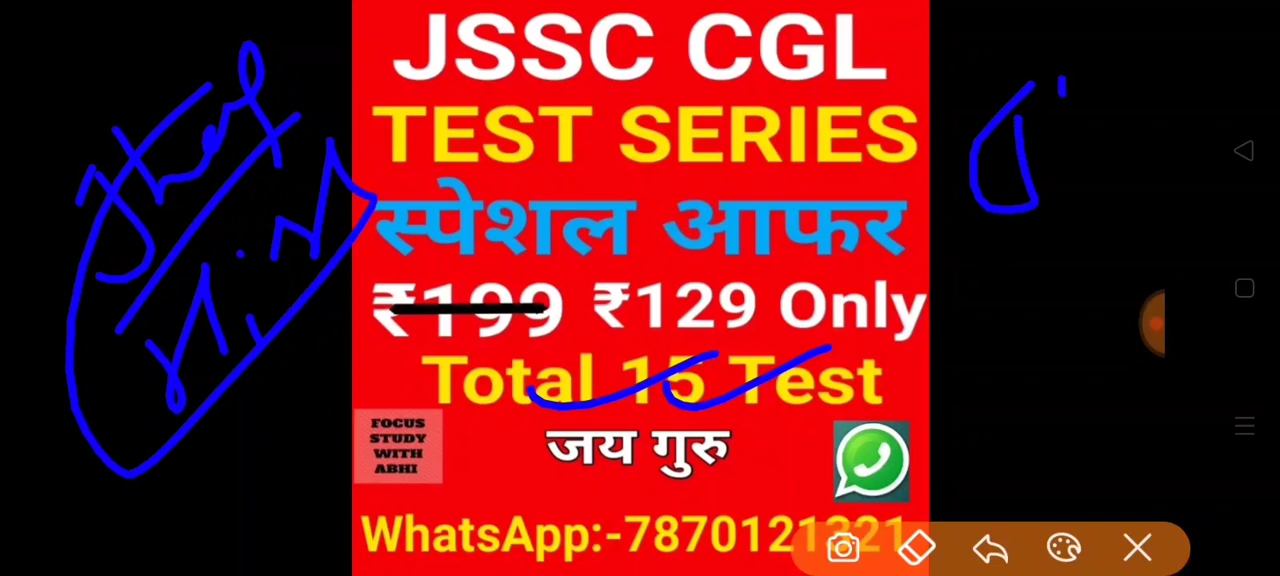 JSSC CGL
TEST SERIES
स्पेशल आफर
₹199 ₹129 Only
Total 15 Test
FOCUS
STUDY
WITH
ABHI
जय गुरु
WhatsApp:-7870121321